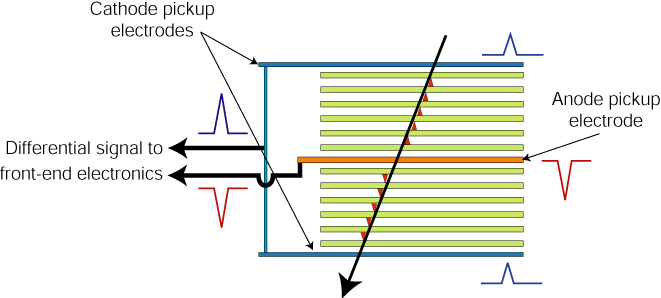 Cathode pickup
electrodes
Anode pickup
electrode
Differential signal to
front-end electronics